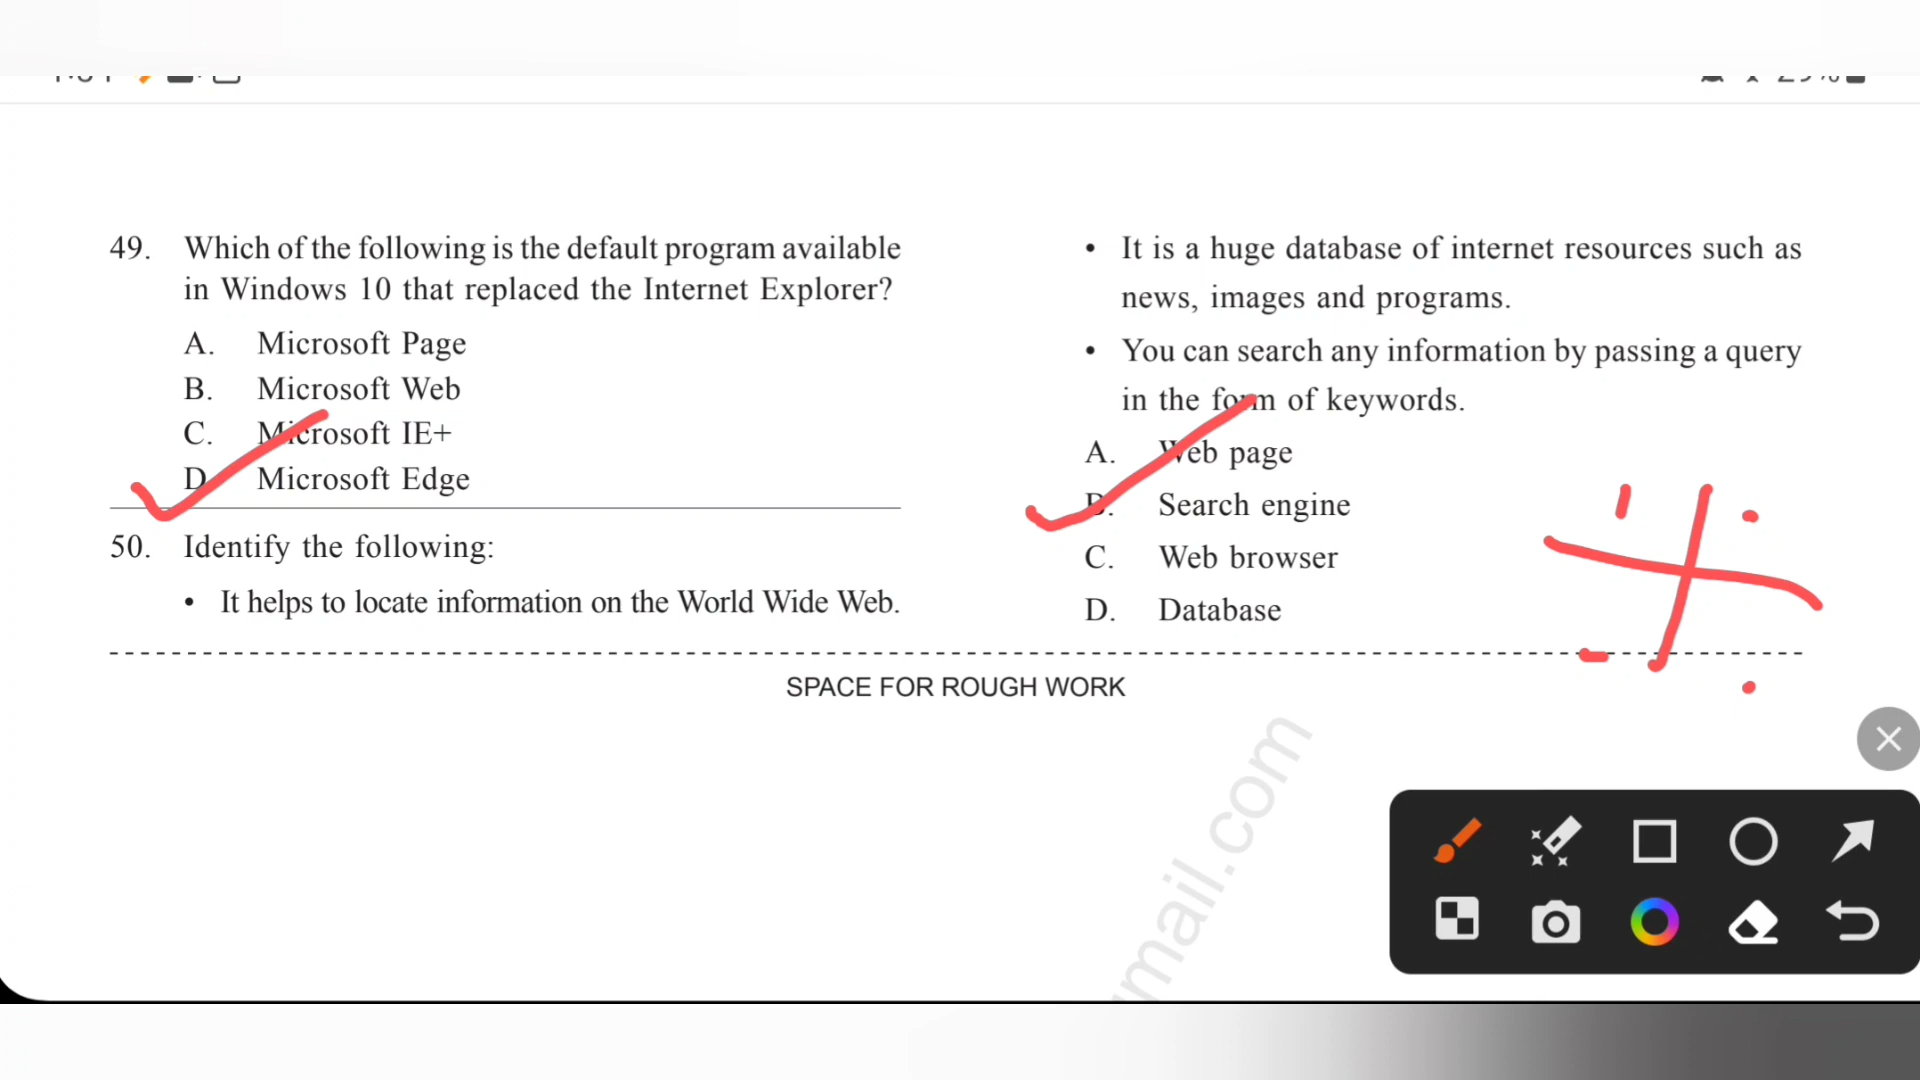 49. Which of the following is the default program available
in Windows 10 that replaced the Internet Explorer?
A. Microsoft Page
B. Microsoft Web
C. Microsoft IE+
D. Microsoft Edge
50. Identify the following:
• It helps to locate information on the World Wide Web.
• It is a huge database of internet resources such as
news, images and programs.
• You can search any information by passing a query
in the form of keywords.
A. Web page
B. Search engine
C. Web browser
D. Database
SPACE FOR ROUGH WORK
mail.com